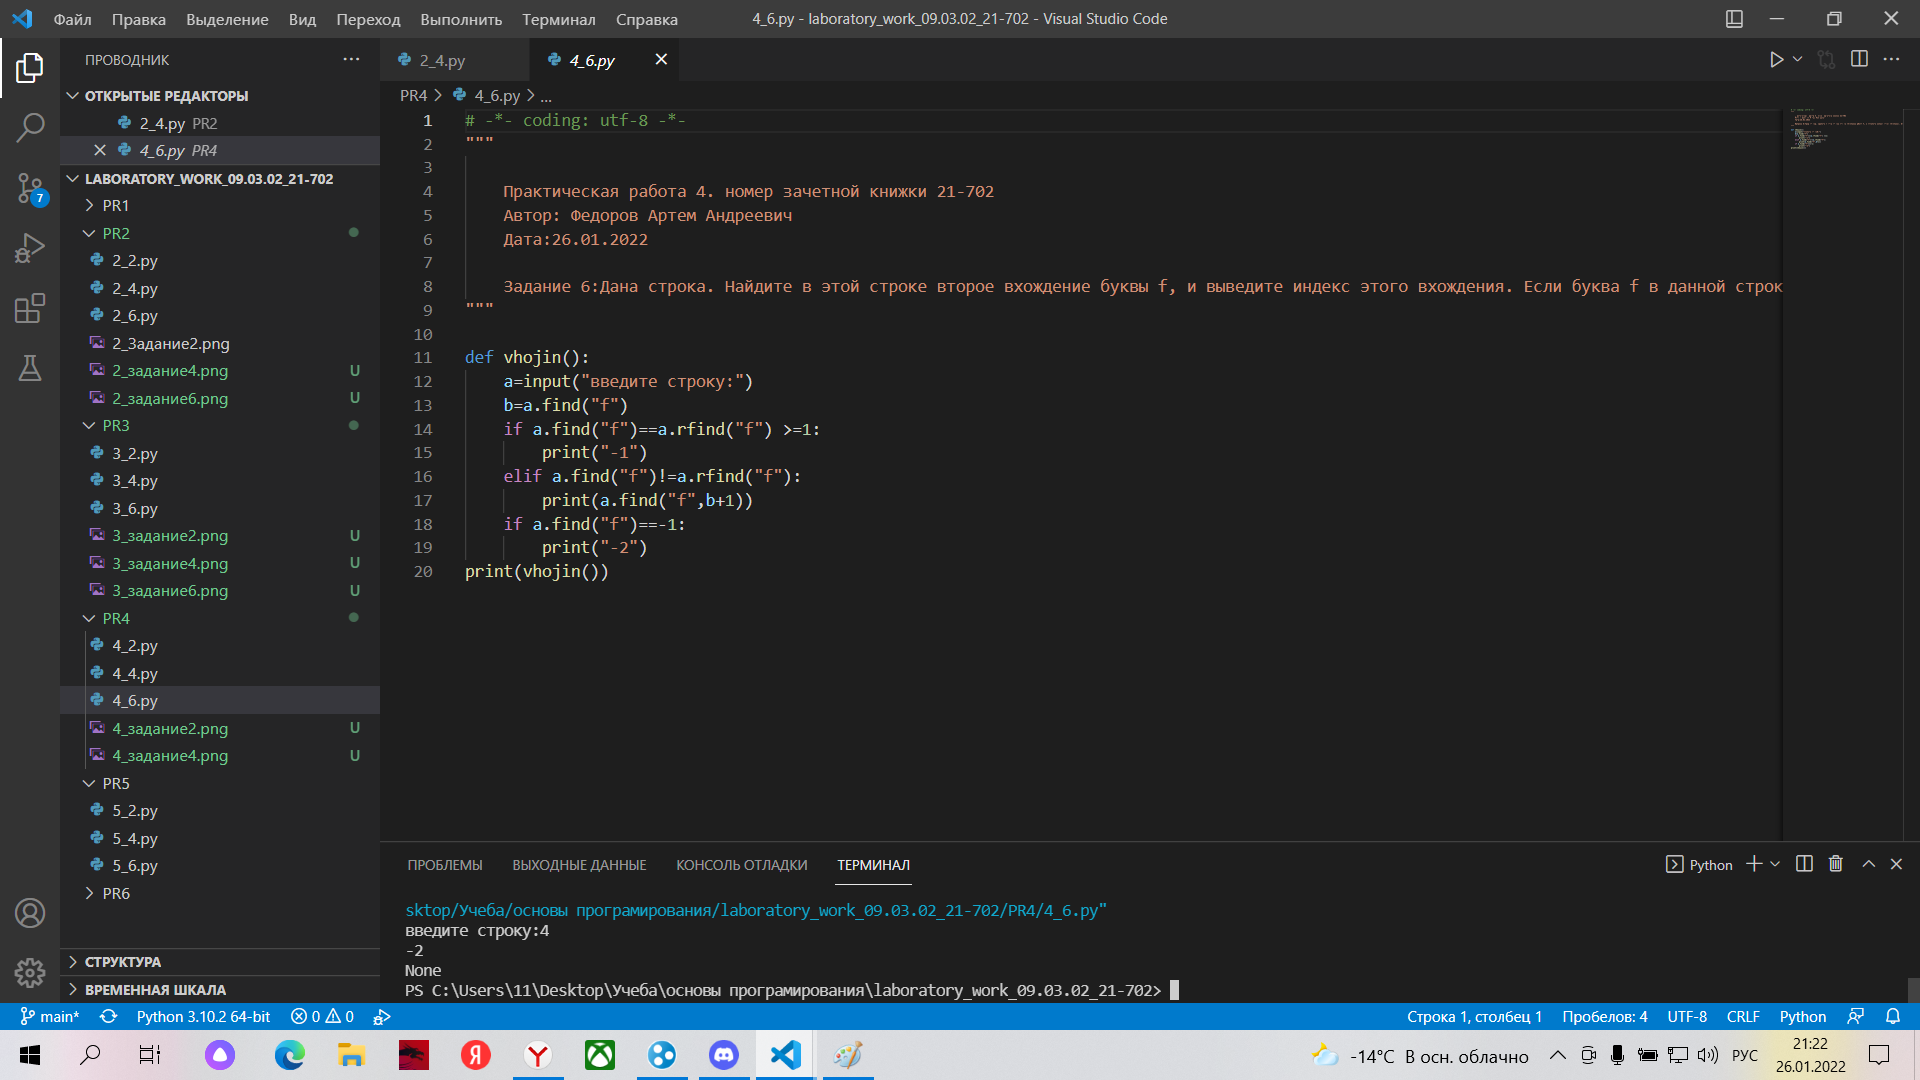 Файл Правка Выделение Вид Переход Выполнить Терминал Справка
4_6.py - laboratory_work_09.03.02_21-702 - Visual Studio Code
ПРОВОДНИК
ОТКРЫТЫЕ РЕДАКТОРЫ
2_4.py PR2
4_6.py PR4
LABORATORY_WORK_09.03.02_21-702
PR1
PR2
2_2.py
2_4.py
2_6.py
2_Задание2.png
2_задание4.png U
2_задание6.png U
PR3
3_2.py
3_4.py
3_6.py
3_задание2.png U
3_задание4.png U
3_задание6.png U
PR4
4_2.py
4_4.py
4_6.py
4_задание2.png U
4_задание4.png U
PR5
5_2.py
5_4.py
5_6.py
PR6
СТРУКТУРА
ВРЕМЕННАЯ ШКАЛА
7
2_4.py 4_6.py
PR4 > 4_6.py > ...
1 # -*- coding: utf-8 -*-
2 """
3
4 Практическая работа 4. номер зачетной книжки 21-702
5 Автор: Федоров Артем Андреевич
6 Дата:26.01.2022
7
8 Задание 6:Дана строка. Найдите в этой строке второе вхождение буквы f, и выведите индекс этого вхождения. Если буква f в данной строк
9 """
10
11 def vhojin():
12 a=input("введите строку:")
13 b=a.find("f")
14 if a.find("f")==a.rfind("f") >=1:
15 print("-1")
16 elif a.find("f")!=a.rfind("f"):
17 print(a.find("f",b+1))
18 if a.find("f")==-1:
19 print("-2")
20 print(vhojin())
ПРОБЛЕМЫ ВЫХОДНЫЕ ДАННЫЕ КОНСОЛЬ ОТЛАДКИ ТЕРМИНАЛ
Python
sktop/Учеба/основы програмирования/laboratory_work_09.03.02_21-702/PR4/4_6.py"
введите строку:4
-2
None
PS C:\Users\11\Desktop\Учеба\основы програмирования\laboratory_work_09.03.02_21-702>
main* Python 3.10.2 64-bit 0 0
Строка 1, столбец 1 Пробелов: 4 UTF-8 CRLF Python
-14°C В осн. облачно
РУС
21:22
26.01.2022